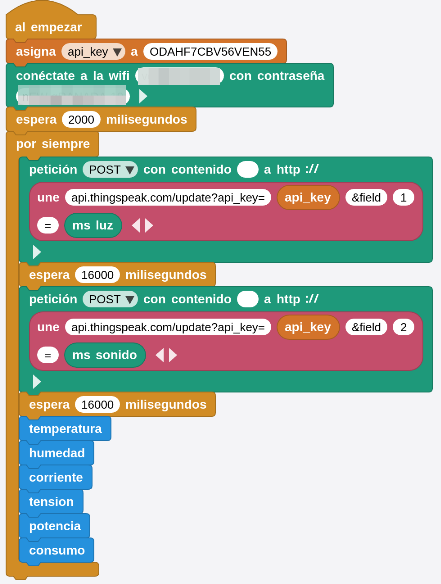 al empezar
asigna api_key ▼ a ODAHF7CBV56VEN55
conéctate a la wifi con contraseña
espera 2000 milisegundos
por siempre
petición POST ▼ con contenido a http ://
une api.thingspeak.com/update?api_key= api_key &field 1
= ms luz
espera 16000 milisegundos
petición POST ▼ con contenido a http ://
une api.thingspeak.com/update?api_key= api_key &field 2
= ms sonido
espera 16000 milisegundos
temperatura
humedad
corriente
tension
potencia
consumo